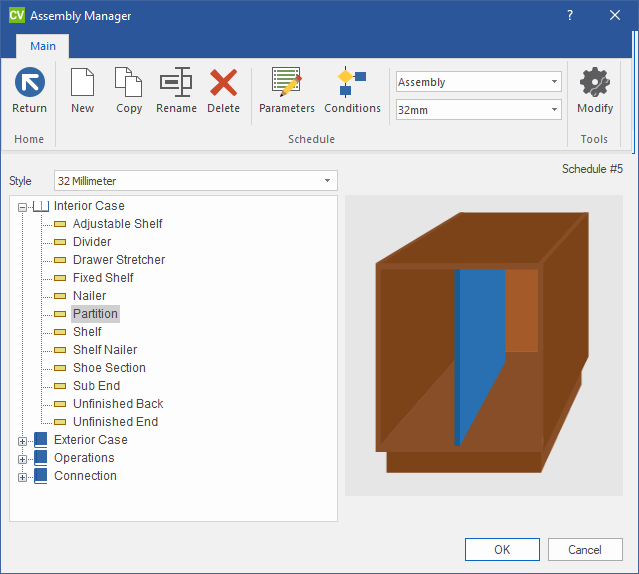 CV Assembly Manager ?
Main
Return New Copy Rename Delete Parameters Conditions Assembly 32mm Modify
Home Schedule Tools
Schedule #5
Style 32 Millimeter
Interior Case
Adjustable Shelf
Divider
Drawer Stretcher
Fixed Shelf
Nailer
Partition
Shelf
Shelf Nailer
Shoe Section
Sub End
Unfinished Back
Unfinished End
Exterior Case
Operations
Connection
OK Cancel